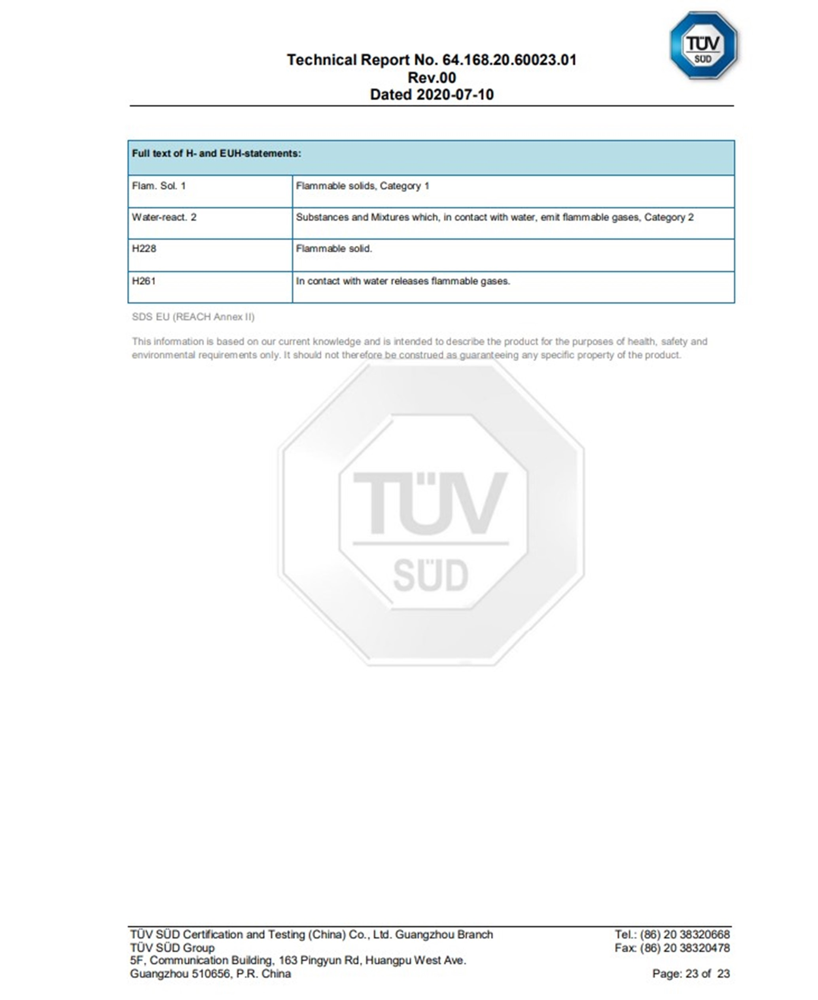 TÜV
SÜD
Technical Report No. 64.168.20.60023.01
Rev.00
Dated 2020-07-10
Full text of H- and EUH-statements:
Flam. Sol. 1 Flammable solids, Category 1
Water-react. 2 Substances and Mixtures which, in contact with water, emit flammable gases, Category 2
H228 Flammable solid.
H261 In contact with water releases flammable gases.
SDS EU (REACH Annex II)
This information is based on our current knowledge and is intended to describe the product for the purposes of health, safety and
environmental requirements only. It should not therefore be construed as guaranteeing any specific property of the product.
TÜV
SÜD
TÜV SÜD Certification and Testing (China) Co., Ltd. Guangzhou Branch Tel.: (86) 20 38320668
TÜV SÜD Group Fax: (86) 20 38320478
5F, Communication Building, 163 Pingyun Rd, Huangpu West Ave.
Guangzhou 510656, P.R. China Page: 23 of 23